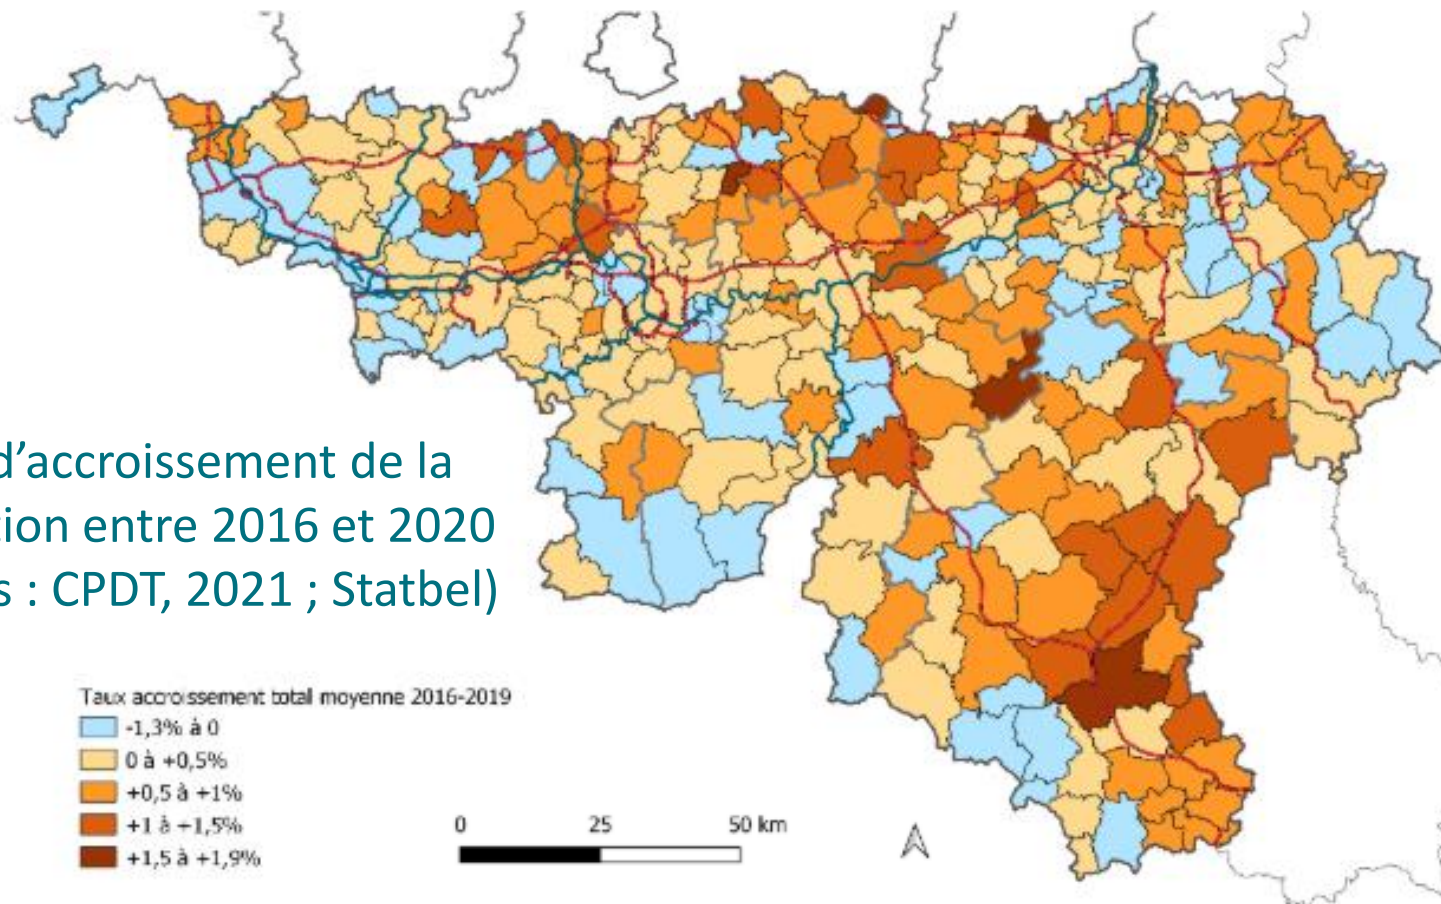 d’accroissement de la
tion entre 2016 et 2020
s : CPDT, 2021 ; Statbel)
Taux accroissement total moyenne 2016-2019
-1,3% à 0
0 à +0,5%
+0,5 à +1%
+1 à +1,5%
+1,5 à +1,9%
0 25 50 km